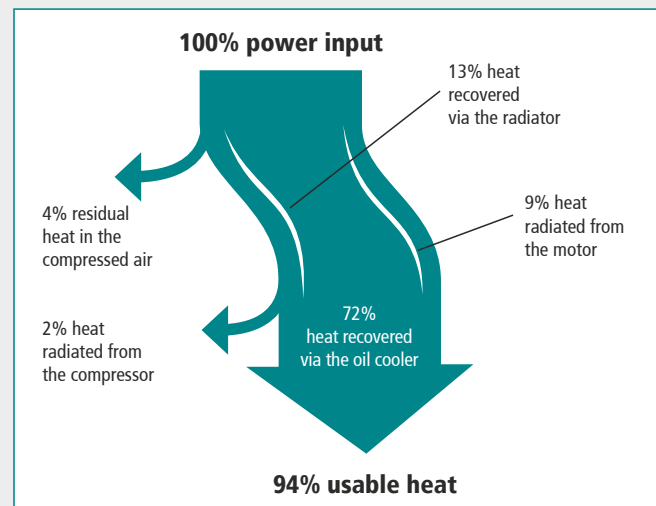 100% power input
13% heat
recovered
via the radiator
4% residual
heat in the
compressed air
9% heat
radiated from
the motor
2% heat
radiated from
the compressor
72%
heat recovered
via the oil cooler
94% usable heat